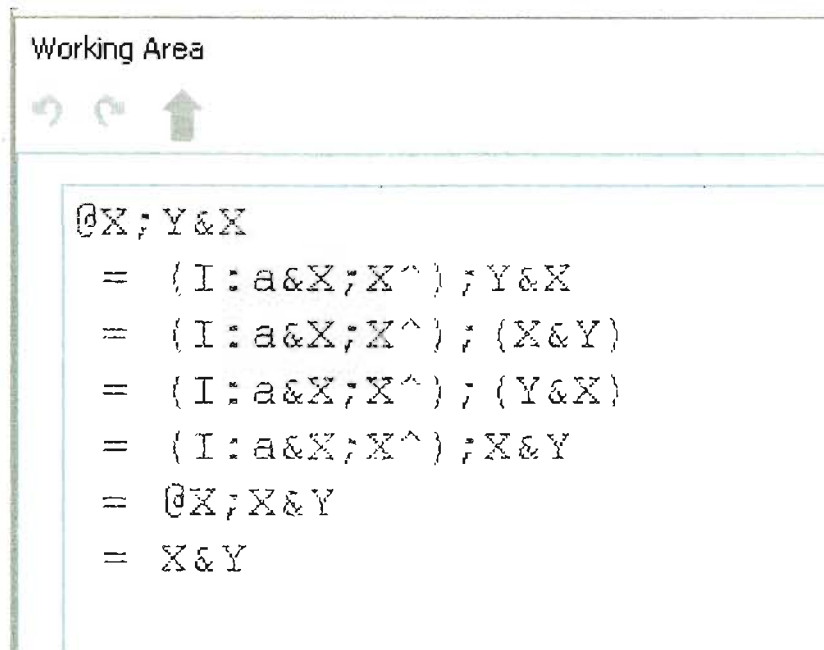 Working Area
@X;Y&X
= (I:a&X;X^);Y&X
= (I:a&X;X^);(X&Y)
= (I:a&X;X^);(Y&X)
= (I:a&X;X^);X&Y
= @X;X&Y
= X&Y